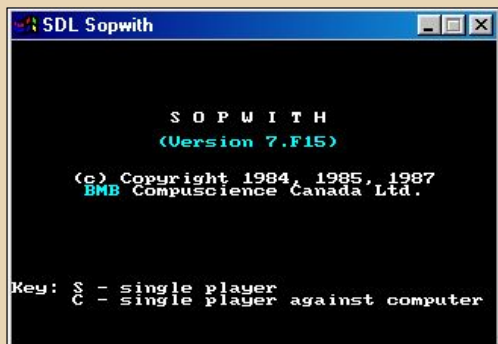 SDL Sopwith
S O P W I T H
(Version 7.F15)
(c) Copyright 1984, 1985, 1987
BMB Compuscience Canada Ltd.
Key: S - single player
C - single player against computer